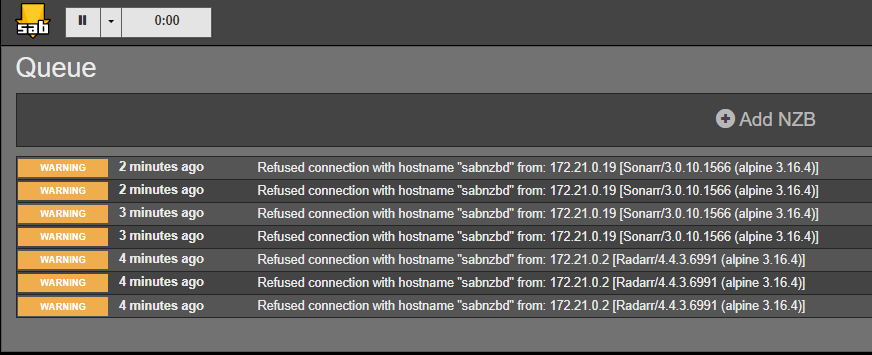 sab
0:00
Queue
Add NZB
WARNING 2 minutes ago Refused connection with hostname "sabnzbd" from: 172.21.0.19 [Sonarr/3.0.10.1566 (alpine 3.16.4)]
WARNING 2 minutes ago Refused connection with hostname "sabnzbd" from: 172.21.0.19 [Sonarr/3.0.10.1566 (alpine 3.16.4)]
WARNING 3 minutes ago Refused connection with hostname "sabnzbd" from: 172.21.0.19 [Sonarr/3.0.10.1566 (alpine 3.16.4)]
WARNING 3 minutes ago Refused connection with hostname "sabnzbd" from: 172.21.0.19 [Sonarr/3.0.10.1566 (alpine 3.16.4)]
WARNING 4 minutes ago Refused connection with hostname "sabnzbd" from: 172.21.0.2 [Radarr/4.4.3.6991 (alpine 3.16.4)]
WARNING 4 minutes ago Refused connection with hostname "sabnzbd" from: 172.21.0.2 [Radarr/4.4.3.6991 (alpine 3.16.4)]
WARNING 4 minutes ago Refused connection with hostname "sabnzbd" from: 172.21.0.2 [Radarr/4.4.3.6991 (alpine 3.16.4)]